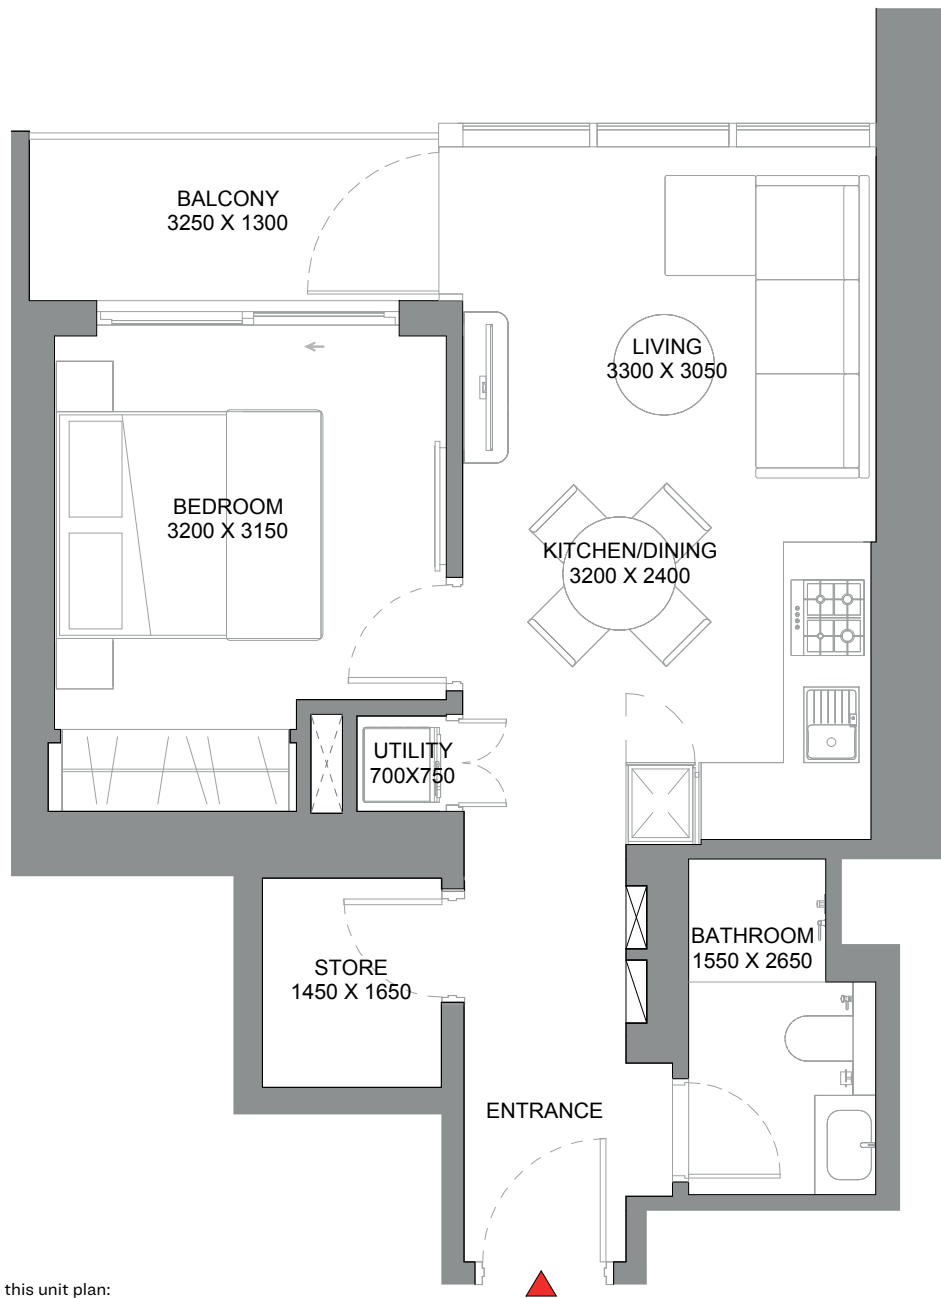 BALCONY
3250 X 1300
LIVING
3300 X 3050
BEDROOM
3200 X 3150
KITCHEN/DINING
3200 X 2400
UTILITY
700X750
BATHROOM
1550 X 2650
STORE
1450 X 1650
ENTRANCE
this unit plan: